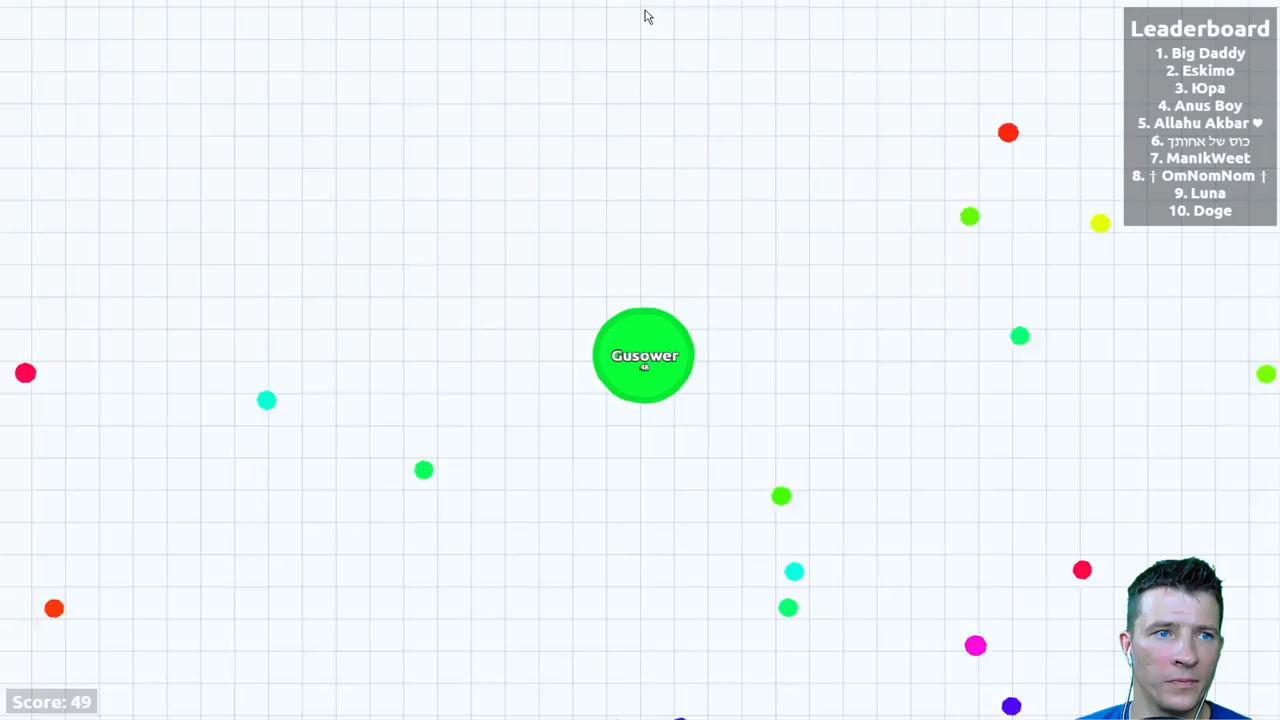 Leaderboard
1. Big Daddy
2. Eskimo
3. Юра
4. Anus Boy
5. Allahu Akbar ♥
6. כוס של אחותך
7. ManikWeet
8. † OmNomNom †
9. Luna
10. Doge
Gusower
48
Score: 49